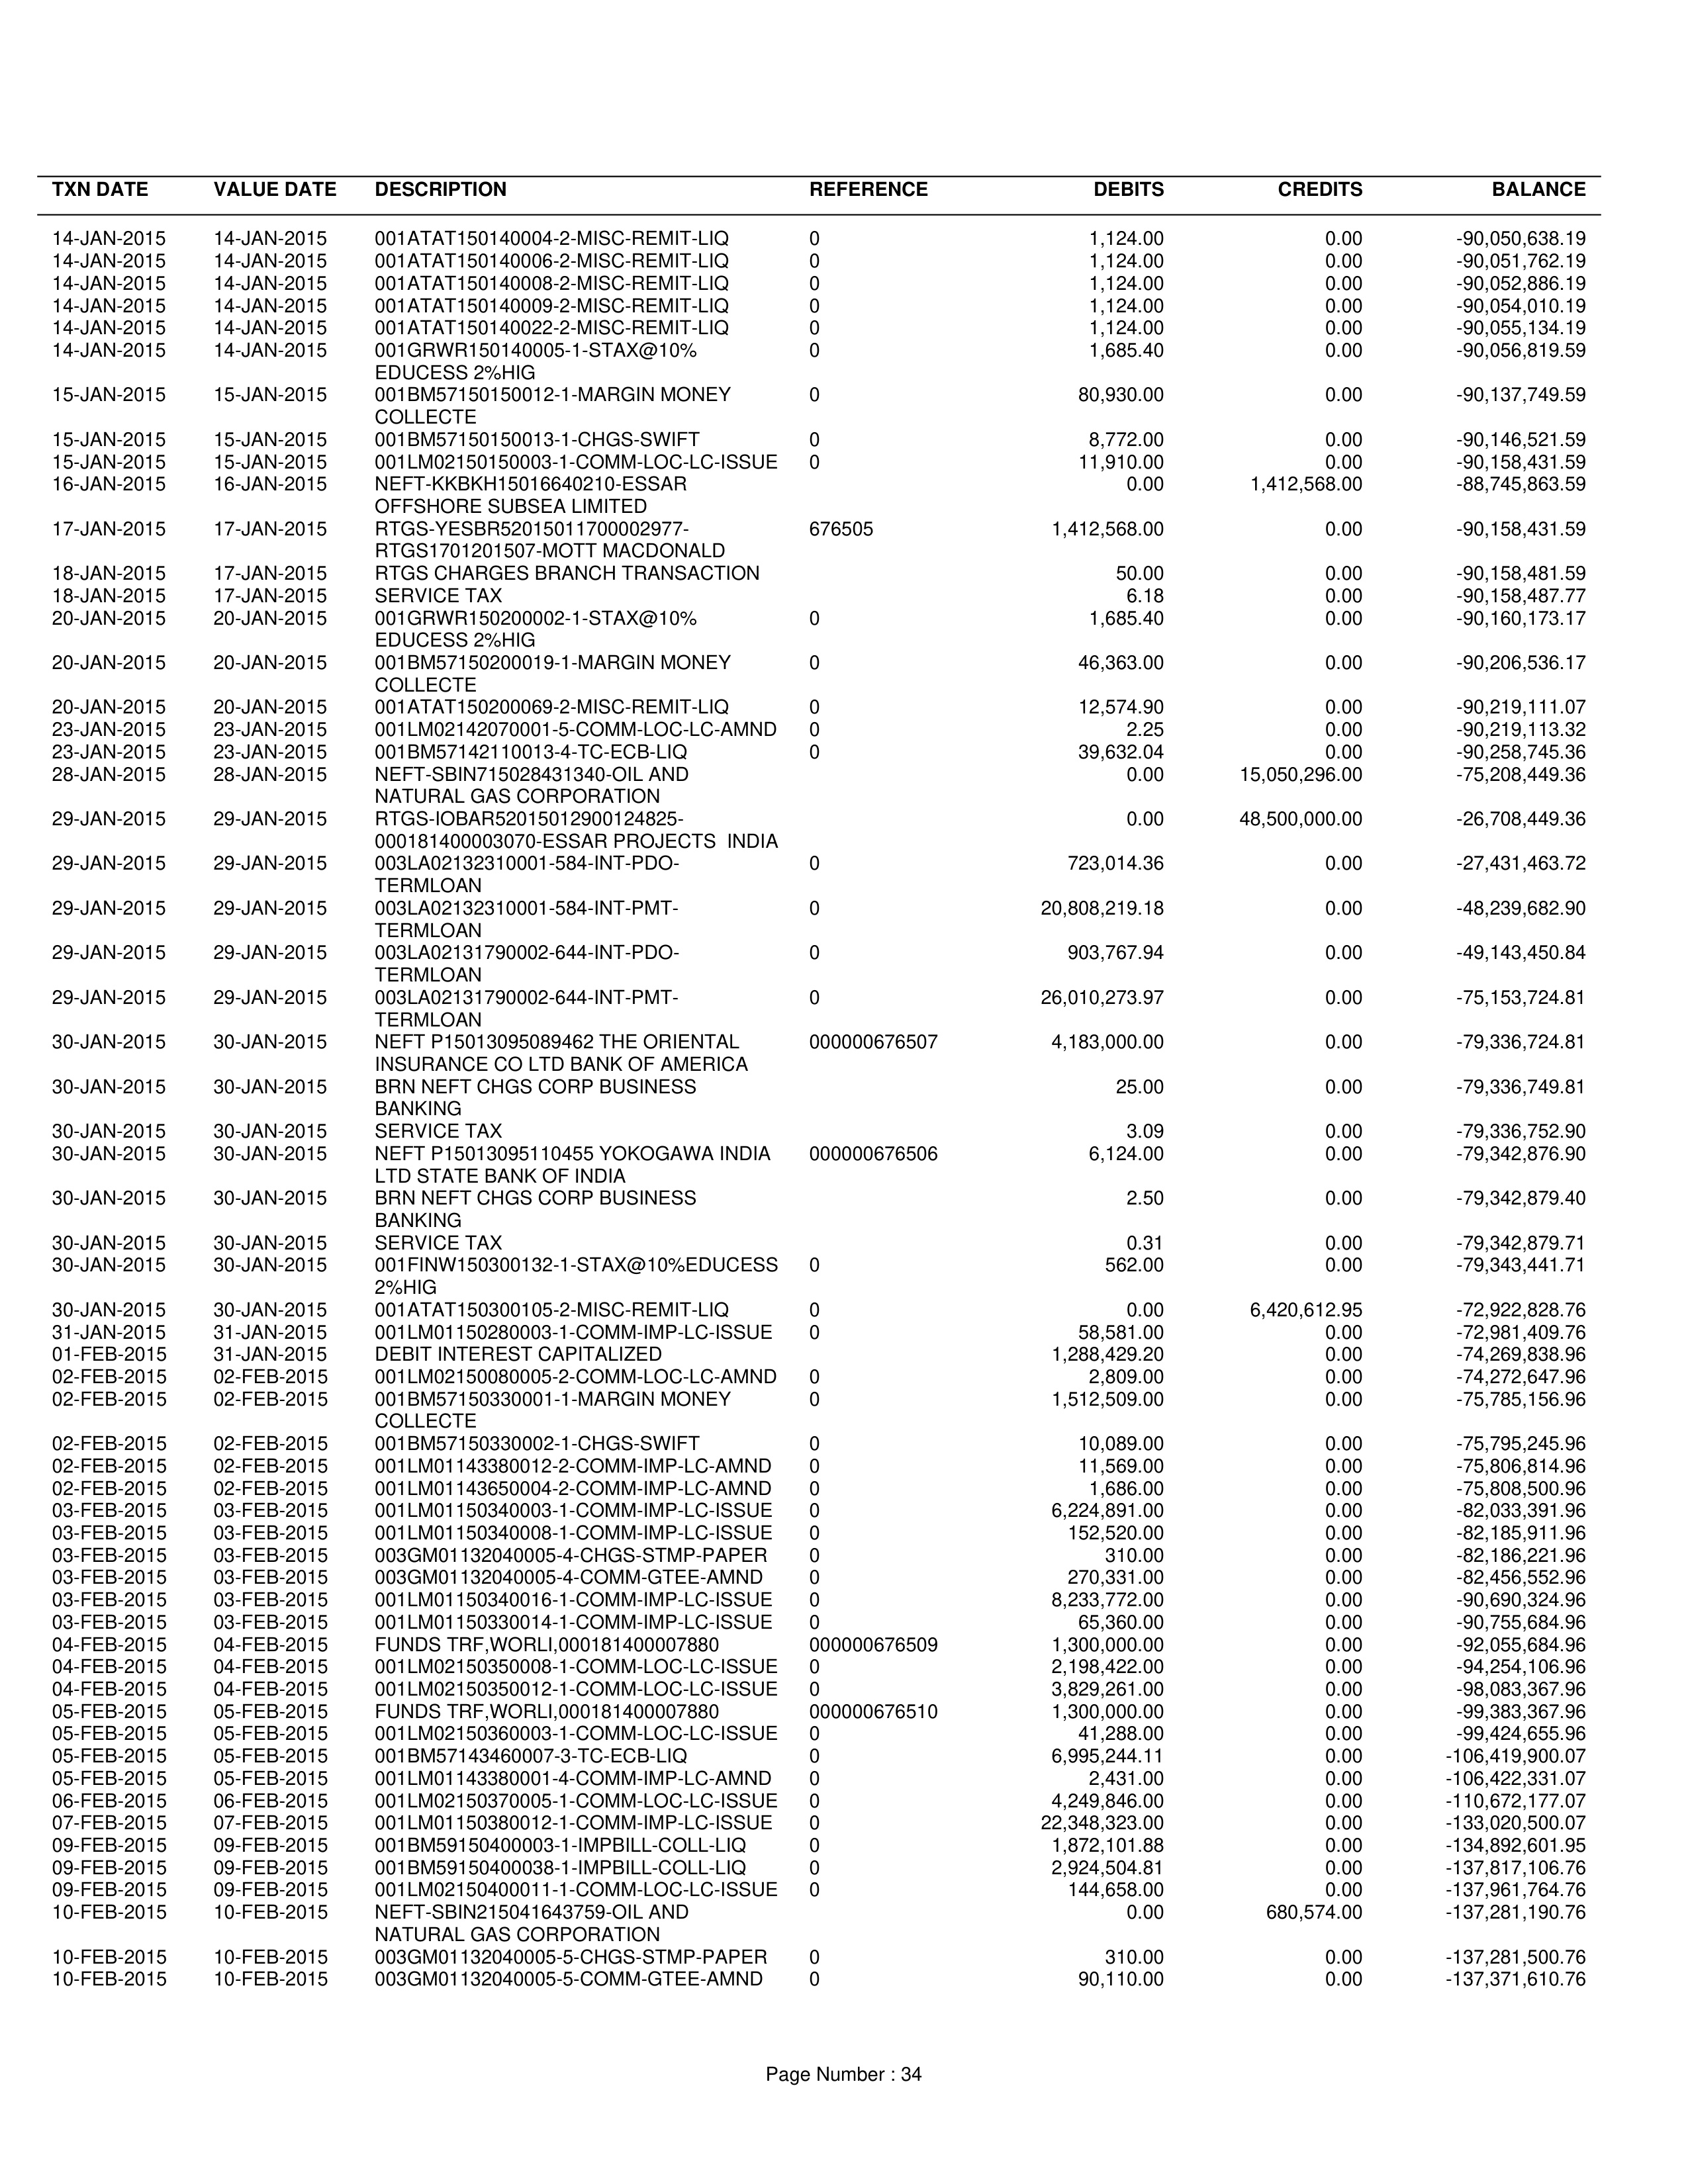 TXN DATE VALUE DATE DESCRIPTION REFERENCE DEBITS CREDITS BALANCE
14-JAN-2015 14-JAN-2015 001ATAT150140004-2-MISC-REMIT-LIQ 0 1,124.00 0.00 -90,050,638.19
14-JAN-2015 14-JAN-2015 001ATAT150140006-2-MISC-REMIT-LIQ 0 1,124.00 0.00 -90,051,762.19
14-JAN-2015 14-JAN-2015 001ATAT150140008-2-MISC-REMIT-LIQ 0 1,124.00 0.00 -90,052,886.19
14-JAN-2015 14-JAN-2015 001ATAT150140009-2-MISC-REMIT-LIQ 0 1,124.00 0.00 -90,054,010.19
14-JAN-2015 14-JAN-2015 001ATAT150140022-2-MISC-REMIT-LIQ 0 1,124.00 0.00 -90,055,134.19
14-JAN-2015 14-JAN-2015 001GRWR150140005-1-STAX@10% 0 1,685.40 0.00 -90,056,819.59
EDUCESS 2%HIG
15-JAN-2015 15-JAN-2015 001BM57150150012-1-MARGIN MONEY 0 80,930.00 0.00 -90,137,749.59
COLLECTE
15-JAN-2015 15-JAN-2015 001BM57150150013-1-CHGS-SWIFT 0 8,772.00 0.00 -90,146,521.59
15-JAN-2015 15-JAN-2015 001LM02150150003-1-COMM-LOC-LC-ISSUE 0 11,910.00 0.00 -90,158,431.59
16-JAN-2015 16-JAN-2015 NEFT-KKBKH15016640210-ESSAR 0.00 1,412,568.00 -88,745,863.59
OFFSHORE SUBSEA LIMITED
17-JAN-2015 17-JAN-2015 RTGS-YESBR52015011700002977- 676505 1,412,568.00 0.00 -90,158,431.59
RTGS1701201507-MOTT MACDONALD
18-JAN-2015 17-JAN-2015 RTGS CHARGES BRANCH TRANSACTION 50.00 0.00 -90,158,481.59
18-JAN-2015 17-JAN-2015 SERVICE TAX 6.18 0.00 -90,158,487.77
20-JAN-2015 20-JAN-2015 001GRWR150200002-1-STAX@10% 0 1,685.40 0.00 -90,160,173.17
EDUCESS 2%HIG
20-JAN-2015 20-JAN-2015 001BM57150200019-1-MARGIN MONEY 0 46,363.00 0.00 -90,206,536.17
COLLECTE
20-JAN-2015 20-JAN-2015 001ATAT150200069-2-MISC-REMIT-LIQ 0 12,574.90 0.00 -90,219,111.07
23-JAN-2015 23-JAN-2015 001LM02142070001-5-COMM-LOC-LC-AMND 0 2.25 0.00 -90,219,113.32
23-JAN-2015 23-JAN-2015 001BM57142110013-4-TC-ECB-LIQ 0 39,632.04 0.00 -90,258,745.36
28-JAN-2015 28-JAN-2015 NEFT-SBIN715028431340-OIL AND 0.00 15,050,296.00 -75,208,449.36
NATURAL GAS CORPORATION
29-JAN-2015 29-JAN-2015 RTGS-IOBAR52015012900124825- 0.00 48,500,000.00 -26,708,449.36
000181400003070-ESSAR PROJECTS  INDIA
29-JAN-2015 29-JAN-2015 003LA02132310001-584-INT-PDO- 0 723,014.36 0.00 -27,431,463.72
TERMLOAN
29-JAN-2015 29-JAN-2015 003LA02132310001-584-INT-PMT- 0 20,808,219.18 0.00 -48,239,682.90
TERMLOAN
29-JAN-2015 29-JAN-2015 003LA02131790002-644-INT-PDO- 0 903,767.94 0.00 -49,143,450.84
TERMLOAN
29-JAN-2015 29-JAN-2015 003LA02131790002-644-INT-PMT- 0 26,010,273.97 0.00 -75,153,724.81
TERMLOAN
30-JAN-2015 30-JAN-2015 NEFT P15013095089462 THE ORIENTAL 000000676507 4,183,000.00 0.00 -79,336,724.81
INSURANCE CO LTD BANK OF AMERICA
30-JAN-2015 30-JAN-2015 BRN NEFT CHGS CORP BUSINESS 25.00 0.00 -79,336,749.81
BANKING
30-JAN-2015 30-JAN-2015 SERVICE TAX 3.09 0.00 -79,336,752.90
30-JAN-2015 30-JAN-2015 NEFT P15013095110455 YOKOGAWA INDIA 000000676506 6,124.00 0.00 -79,342,876.90
LTD STATE BANK OF INDIA
30-JAN-2015 30-JAN-2015 BRN NEFT CHGS CORP BUSINESS 2.50 0.00 -79,342,879.40
BANKING
30-JAN-2015 30-JAN-2015 SERVICE TAX 0.31 0.00 -79,342,879.71
30-JAN-2015 30-JAN-2015 001FINW150300132-1-STAX@10%EDUCESS 0 562.00 0.00 -79,343,441.71
2%HIG
30-JAN-2015 30-JAN-2015 001ATAT150300105-2-MISC-REMIT-LIQ 0 0.00 6,420,612.95 -72,922,828.76
31-JAN-2015 31-JAN-2015 001LM01150280003-1-COMM-IMP-LC-ISSUE 0 58,581.00 0.00 -72,981,409.76
01-FEB-2015 31-JAN-2015 DEBIT INTEREST CAPITALIZED 1,288,429.20 0.00 -74,269,838.96
02-FEB-2015 02-FEB-2015 001LM02150080005-2-COMM-LOC-LC-AMND 0 2,809.00 0.00 -74,272,647.96
02-FEB-2015 02-FEB-2015 001BM57150330001-1-MARGIN MONEY 0 1,512,509.00 0.00 -75,785,156.96
COLLECTE
02-FEB-2015 02-FEB-2015 001BM57150330002-1-CHGS-SWIFT 0 10,089.00 0.00 -75,795,245.96
02-FEB-2015 02-FEB-2015 001LM01143380012-2-COMM-IMP-LC-AMND 0 11,569.00 0.00 -75,806,814.96
02-FEB-2015 02-FEB-2015 001LM01143650004-2-COMM-IMP-LC-AMND 0 1,686.00 0.00 -75,808,500.96
03-FEB-2015 03-FEB-2015 001LM01150340003-1-COMM-IMP-LC-ISSUE 0 6,224,891.00 0.00 -82,033,391.96
03-FEB-2015 03-FEB-2015 001LM01150340008-1-COMM-IMP-LC-ISSUE 0 152,520.00 0.00 -82,185,911.96
03-FEB-2015 03-FEB-2015 003GM01132040005-4-CHGS-STMP-PAPER 0 310.00 0.00 -82,186,221.96
03-FEB-2015 03-FEB-2015 003GM01132040005-4-COMM-GTEE-AMND 0 270,331.00 0.00 -82,456,552.96
03-FEB-2015 03-FEB-2015 001LM01150340016-1-COMM-IMP-LC-ISSUE 0 8,233,772.00 0.00 -90,690,324.96
03-FEB-2015 03-FEB-2015 001LM01150330014-1-COMM-IMP-LC-ISSUE 0 65,360.00 0.00 -90,755,684.96
04-FEB-2015 04-FEB-2015 FUNDS TRF,WORLI,000181400007880 000000676509 1,300,000.00 0.00 -92,055,684.96
04-FEB-2015 04-FEB-2015 001LM02150350008-1-COMM-LOC-LC-ISSUE 0 2,198,422.00 0.00 -94,254,106.96
04-FEB-2015 04-FEB-2015 001LM02150350012-1-COMM-LOC-LC-ISSUE 0 3,829,261.00 0.00 -98,083,367.96
05-FEB-2015 05-FEB-2015 FUNDS TRF,WORLI,000181400007880 000000676510 1,300,000.00 0.00 -99,383,367.96
05-FEB-2015 05-FEB-2015 001LM02150360003-1-COMM-LOC-LC-ISSUE 0 41,288.00 0.00 -99,424,655.96
05-FEB-2015 05-FEB-2015 001BM57143460007-3-TC-ECB-LIQ 0 6,995,244.11 0.00 -106,419,900.07
05-FEB-2015 05-FEB-2015 001LM01143380001-4-COMM-IMP-LC-AMND 0 2,431.00 0.00 -106,422,331.07
06-FEB-2015 06-FEB-2015 001LM02150370005-1-COMM-LOC-LC-ISSUE 0 4,249,846.00 0.00 -110,672,177.07
07-FEB-2015 07-FEB-2015 001LM01150380012-1-COMM-IMP-LC-ISSUE 0 22,348,323.00 0.00 -133,020,500.07
09-FEB-2015 09-FEB-2015 001BM59150400003-1-IMPBILL-COLL-LIQ 0 1,872,101.88 0.00 -134,892,601.95
09-FEB-2015 09-FEB-2015 001BM59150400038-1-IMPBILL-COLL-LIQ 0 2,924,504.81 0.00 -137,817,106.76
09-FEB-2015 09-FEB-2015 001LM02150400011-1-COMM-LOC-LC-ISSUE 0 144,658.00 0.00 -137,961,764.76
10-FEB-2015 10-FEB-2015 NEFT-SBIN215041643759-OIL AND 0.00 680,574.00 -137,281,190.76
NATURAL GAS CORPORATION
10-FEB-2015 10-FEB-2015 003GM01132040005-5-CHGS-STMP-PAPER 0 310.00 0.00 -137,281,500.76
10-FEB-2015 10-FEB-2015 003GM01132040005-5-COMM-GTEE-AMND 0 90,110.00 0.00 -137,371,610.76
Page Number : 34